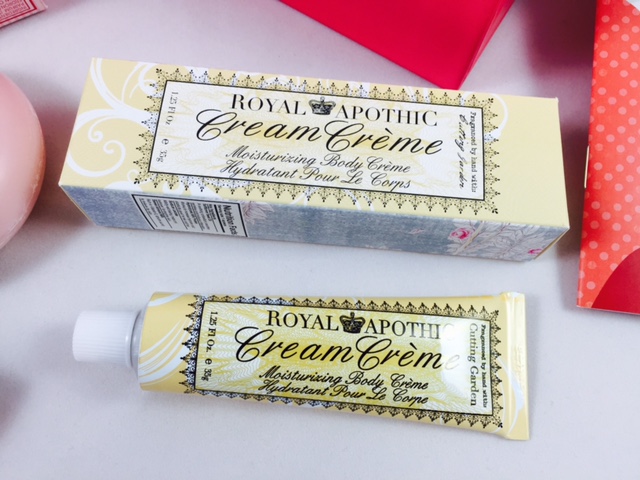 ROYAL APOTHIC
Cream Crème
Moisturizing Body Crème
Hydratant Pour Le Corps
1.25 Fl Oz. e 35g
Fragranced by hand with:
Nutrition Facts
ROYAL APOTHIC
Cream Crème
Moisturizing Body Crème
Hydratant Pour Le Corps
1.25 Fl Oz. e 35g
Fragranced by hand with:
Cutting Garden